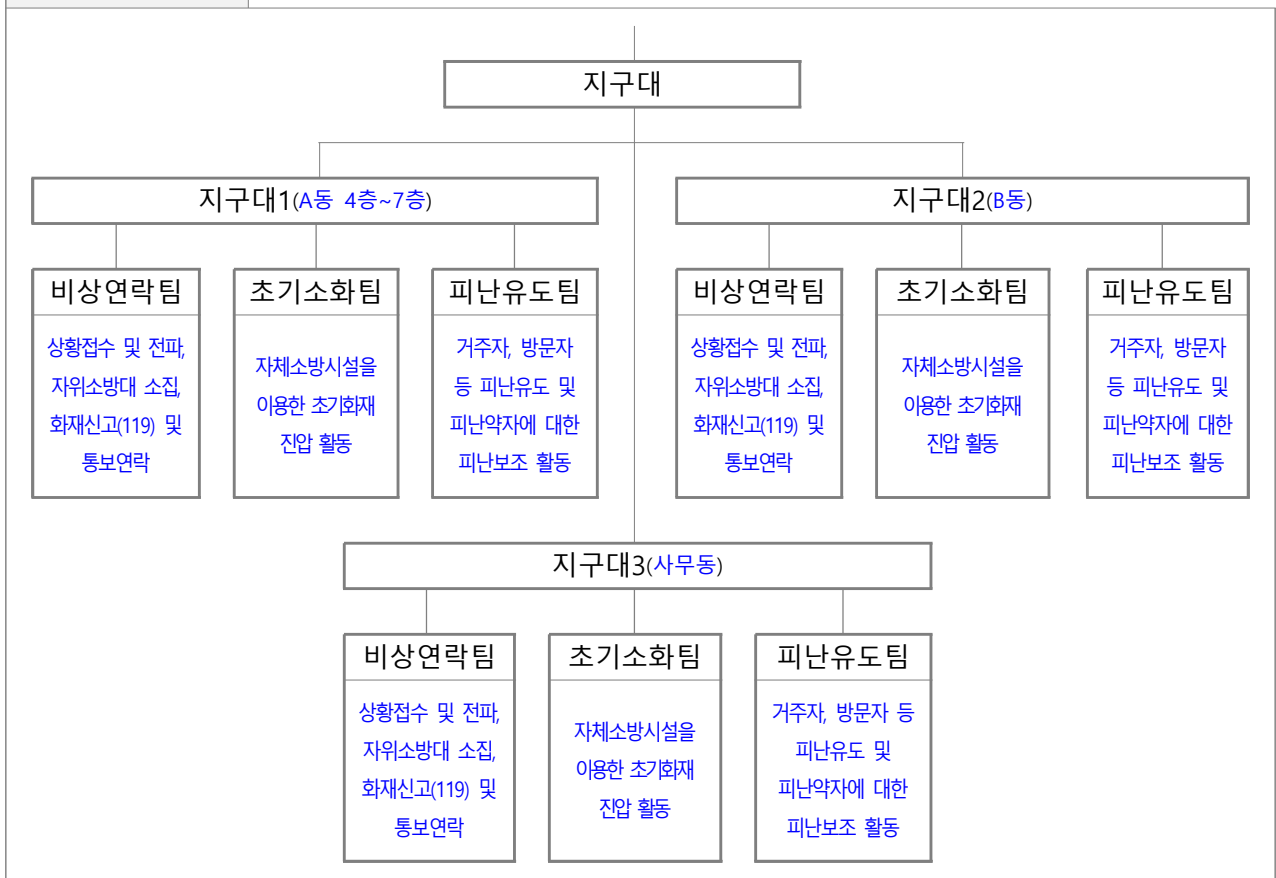 지구대
지구대1(A동 4층~7층)
비상연락팀
상황접수 및 전파,
자위소방대 소집,
화재신고(119) 및
통보연락
초기소화팀
자체소방시설을
이용한 초기화재
진압 활동
피난유도팀
거주자, 방문자
등 피난유도 및
피난약자에 대한
피난보조 활동
지구대2(B동)
비상연락팀
상황접수 및 전파,
자위소방대 소집,
화재신고(119) 및
통보연락
초기소화팀
자체소방시설을
이용한 초기화재
진압 활동
피난유도팀
거주자, 방문자
등 피난유도 및
피난약자에 대한
피난보조 활동
지구대3(사무동)
비상연락팀
상황접수 및 전파,
자위소방대 소집,
화재신고(119) 및
통보연락
초기소화팀
자체소방시설을
이용한 초기화재
진압 활동
피난유도팀
거주자, 방문자 등
피난유도 및
피난약자에 대한
피난보조 활동